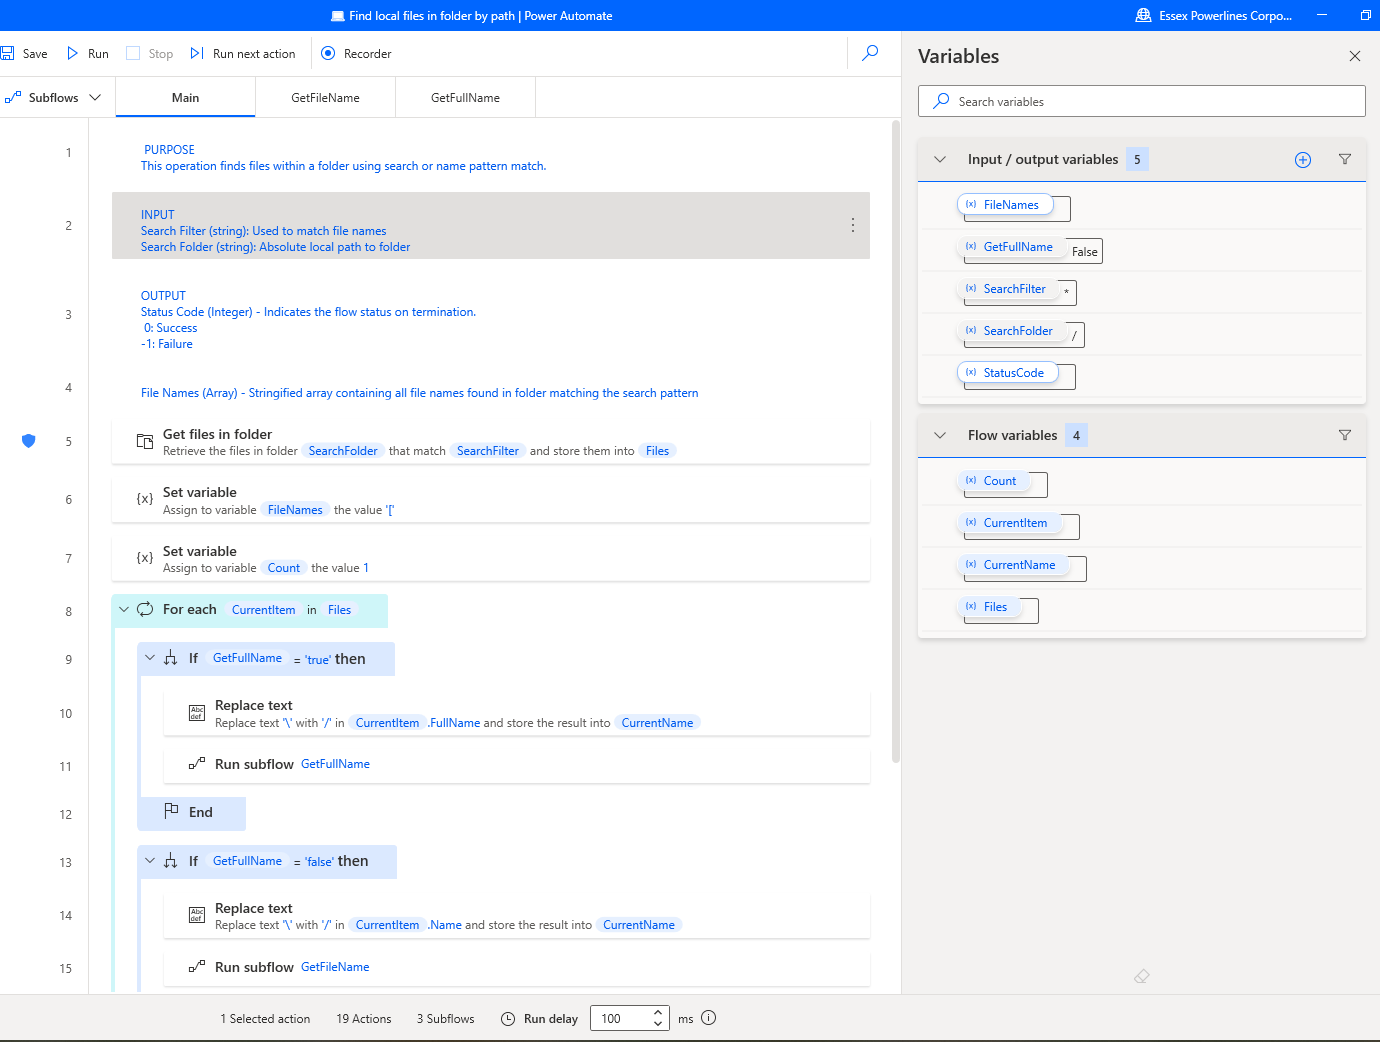 Find local files in folder by path | Power Automate
Essex Powerlines Corpo...
Save
Run
Stop
Run next action
Recorder
Subflows
Main
GetFileName
GetFullName
1
PURPOSE
This operation finds files within a folder using search or name pattern match.
2
INPUT
Search Filter (string): Used to match file names
Search Folder (string): Absolute local path to folder
3
OUTPUT
Status Code (Integer) - Indicates the flow status on termination.
0: Success
-1: Failure
4
File Names (Array) - Stringified array containing all file names found in folder matching the search pattern
5
Get files in folder
Retrieve the files in folder SearchFolder that match SearchFilter and store them into Files
6
{x}
Set variable
Assign to variable FileNames the value '['
7
{x}
Set variable
Assign to variable Count the value 1
8
For each CurrentItem in Files
9
If GetFullName = 'true' then
10
Abc
def
Replace text
Replace text '\' with '/' in CurrentItem .FullName and store the result into CurrentName
11
Run subflow GetFullName
12
End
13
If GetFullName = 'false' then
14
Abc
def
Replace text
Replace text '\' with '/' in CurrentItem .Name and store the result into CurrentName
15
Run subflow GetFileName
Variables
Search variables
Input / output variables 5
(x) FileNames
(x) GetFullName False
(x) SearchFilter *
(x) SearchFolder /
(x) StatusCode
Flow variables 4
(x) Count
(x) CurrentItem
(x) CurrentName
(x) Files
1 Selected action
19 Actions
3 Subflows
Run delay
100
ms